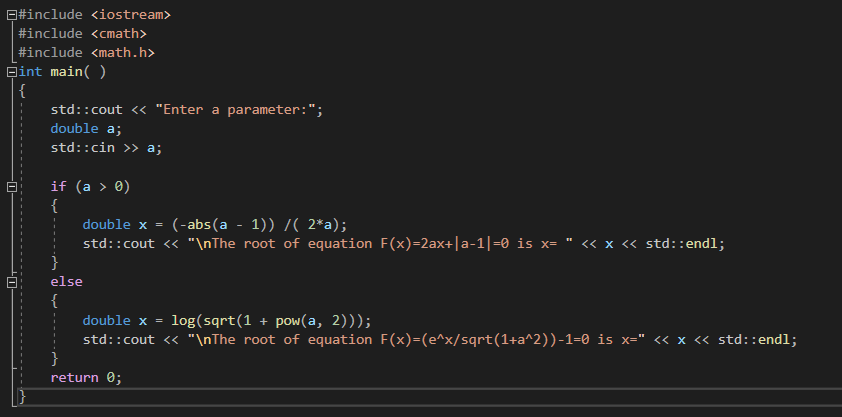 #include <iostream>
#include <cmath>
#include <math.h>
int main( )
{
    std::cout << "Enter a parameter:";
    double a;
    std::cin >> a;

    if (a > 0)
    {
        double x = (-abs(a - 1)) /( 2*a);
        std::cout << "\nThe root of equation F(x)=2ax+|a-1|=0 is x= " << x << std::endl;
    }
    else
    {
        double x = log(sqrt(1 + pow(a, 2)));
        std::cout << "\nThe root of equation F(x)=(e^x/sqrt(1+a^2))-1=0 is x=" << x << std::endl;
    }
    return 0;
}